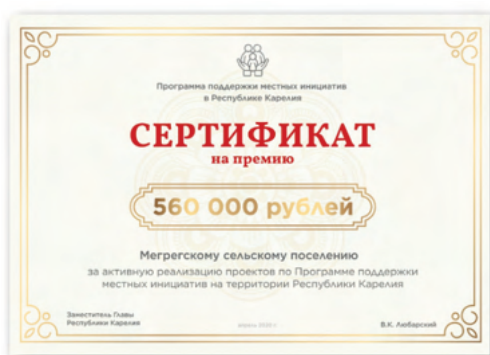 Программа поддержки местных инициатив
в Республике Карелия
СЕРТИФИКАТ
на премию
560 000 рублей
Мегрегскому сельскому поселению
за активную реализацию проектов по Программе поддержки
местных инициатив на территории Республики Карелия
Заместитель Главы
Республики Карелия
апрель
В.К. Любарский